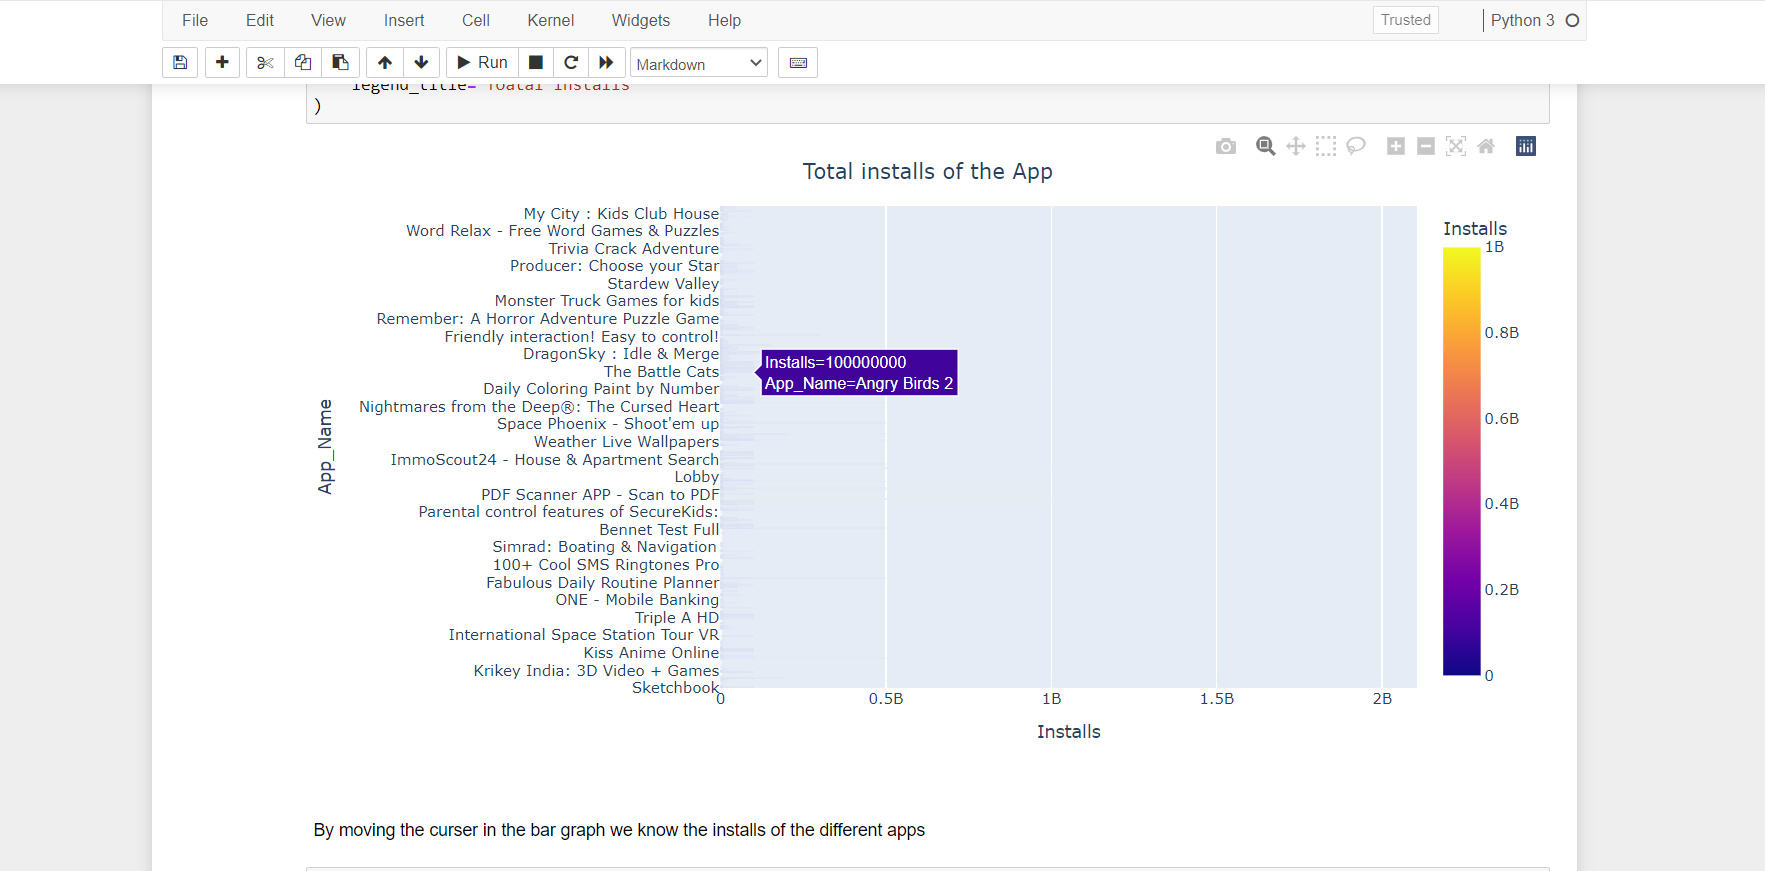 File Edit View Insert Cell Kernel Widgets Help Trusted Python 3
Run Markdown
legend_title="Toatal Installs"
)
Total installs of the App
My City : Kids Club House
Word Relax - Free Word Games & Puzzles
Trivia Crack Adventure
Producer: Choose your Star
Stardew Valley
Monster Truck Games for kids
Remember: A Horror Adventure Puzzle Game
Friendly interaction! Easy to control!
DragonSky : Idle & Merge
The Battle Cats
Daily Coloring Paint by Number
Nightmares from the Deep®: The Cursed Heart
Space Phoenix - Shoot'em up
Weather Live Wallpapers
ImmoScout24 - House & Apartment Search
Lobby
PDF Scanner APP - Scan to PDF
Parental control features of SecureKids:
Bennet Test Full
Simrad: Boating & Navigation
100+ Cool SMS Ringtones Pro
Fabulous Daily Routine Planner
ONE - Mobile Banking
Triple A HD
International Space Station Tour VR
Kiss Anime Online
Krikey India: 3D Video + Games
Sketchbook
App_Name
Installs=100000000
App_Name=Angry Birds 2
0 0.5B 1B 1.5B 2B
Installs
Installs
1B
0.8B
0.6B
0.4B
0.2B
0
By moving the curser in the bar graph we know the installs of the different apps